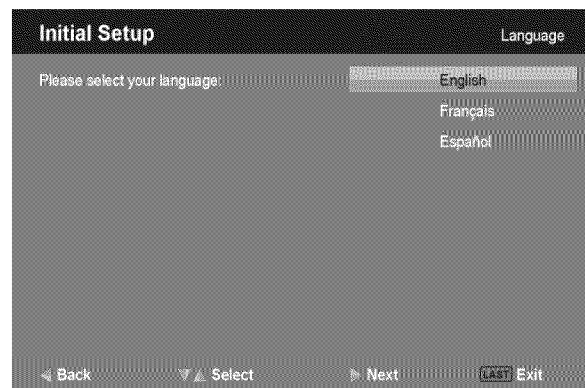 Initial Setup
Language
Please select your language:
English
Français
Español
Back Select Next LAST Exit